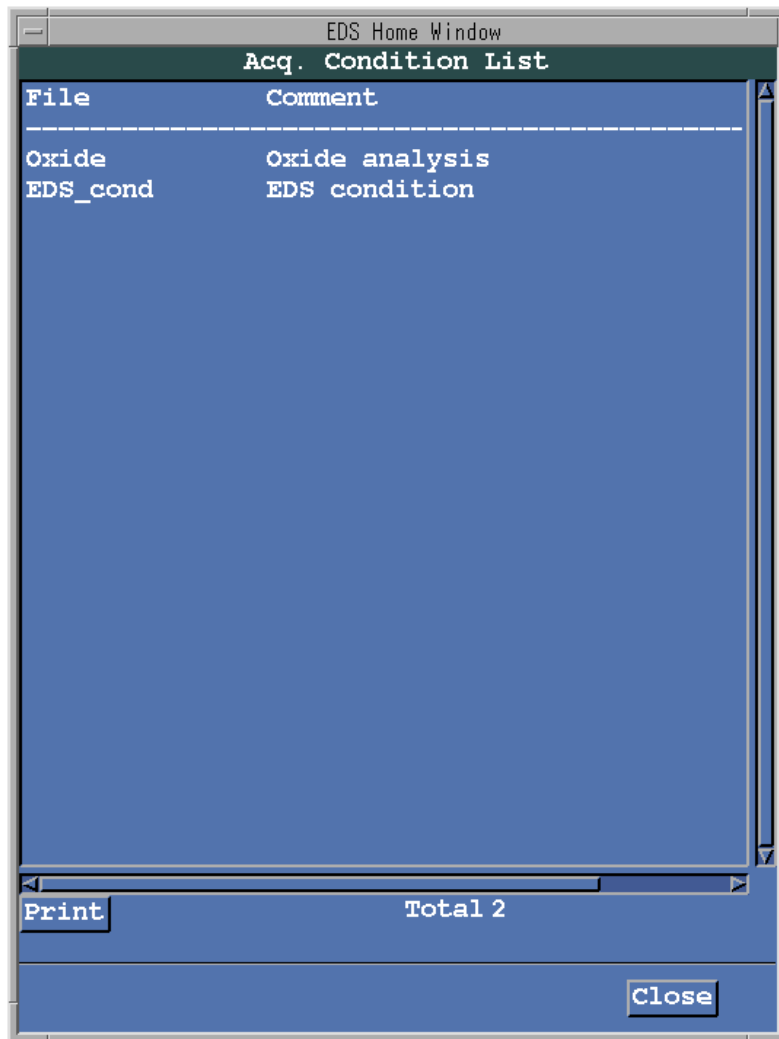 EDS Home Window
Acq. Condition List
File Comment
------------------------------------------------
Oxide Oxide analysis
EDS_cond EDS condition
Print Total 2
Close